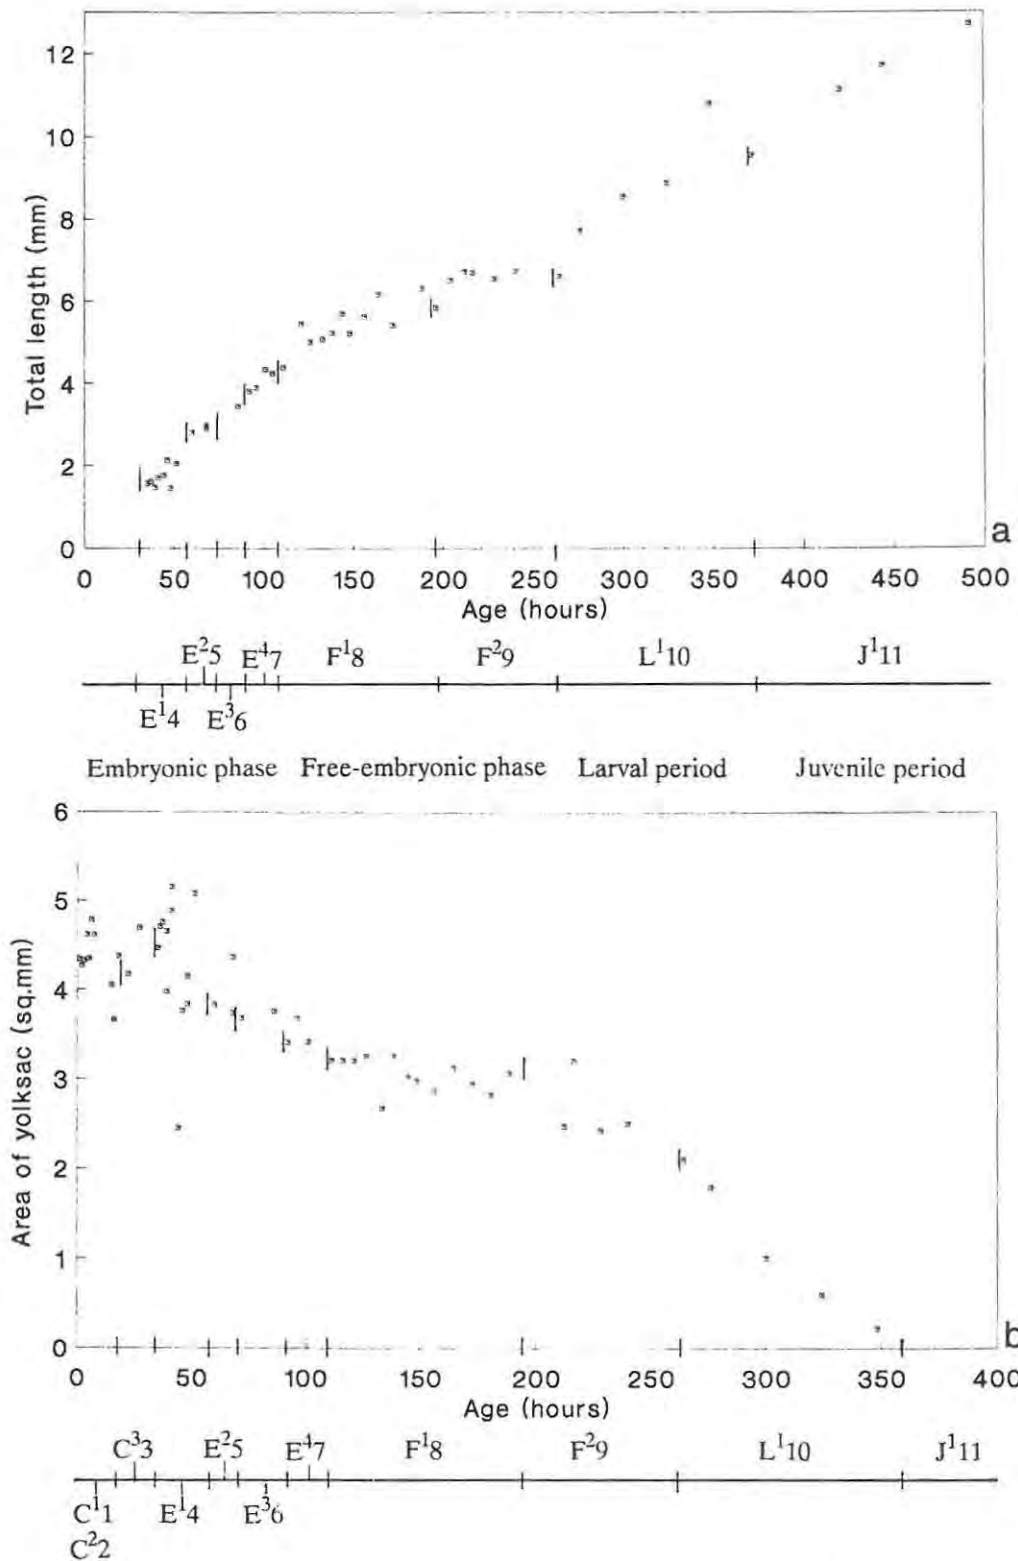 12
10
8
6
4
2
0
Total length (mm)
a
0 50 100 150 200 250 300 350 400 450 500
Age (hours)
E²5 E⁴7 F¹8 F²9 L¹10 J¹11
E¹4 E³6
Embryonic phase Free-embryonic phase Larval period Juvenile period
6
5
4
3
2
1
0
Area of yolksac (sq.mm)
b
0 50 100 150 200 250 300 350 400
Age (hours)
C³3 E²5 E⁴7 F¹8 F²9 L¹10 J¹11
C¹1 E¹4 E³6
C²2